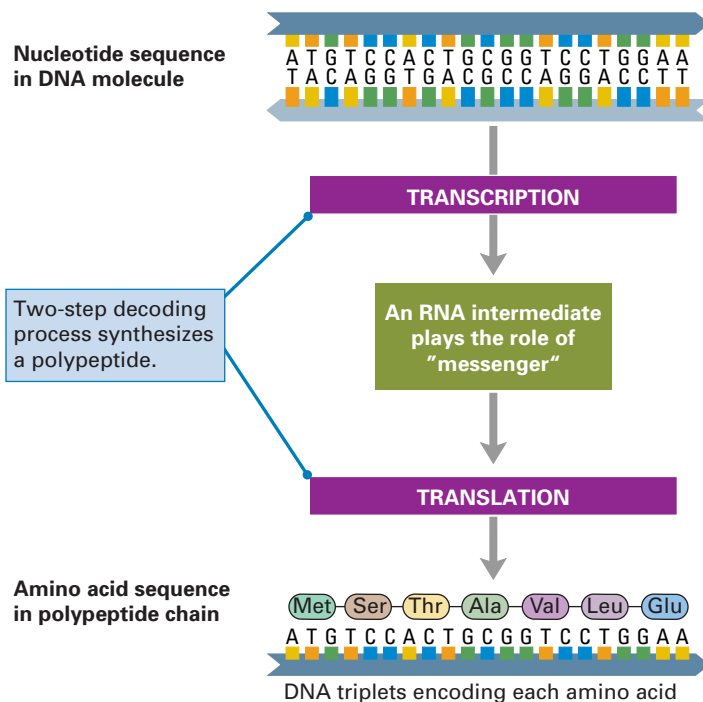 Nucleotide sequence
in DNA molecule
A T G T C C A C T G C G G T C C T G G A A
T A C A G G T G A C G C C A G G A C C T T
TRANSCRIPTION
Two-step decoding
process synthesizes
a polypeptide.
An RNA intermediate
plays the role of
”messenger“
TRANSLATION
Amino acid sequence
in polypeptide chain
Met Ser Thr Ala Val Leu Glu
A T G T C C A C T G C G G T C C T G G A A
DNA triplets encoding each amino acid